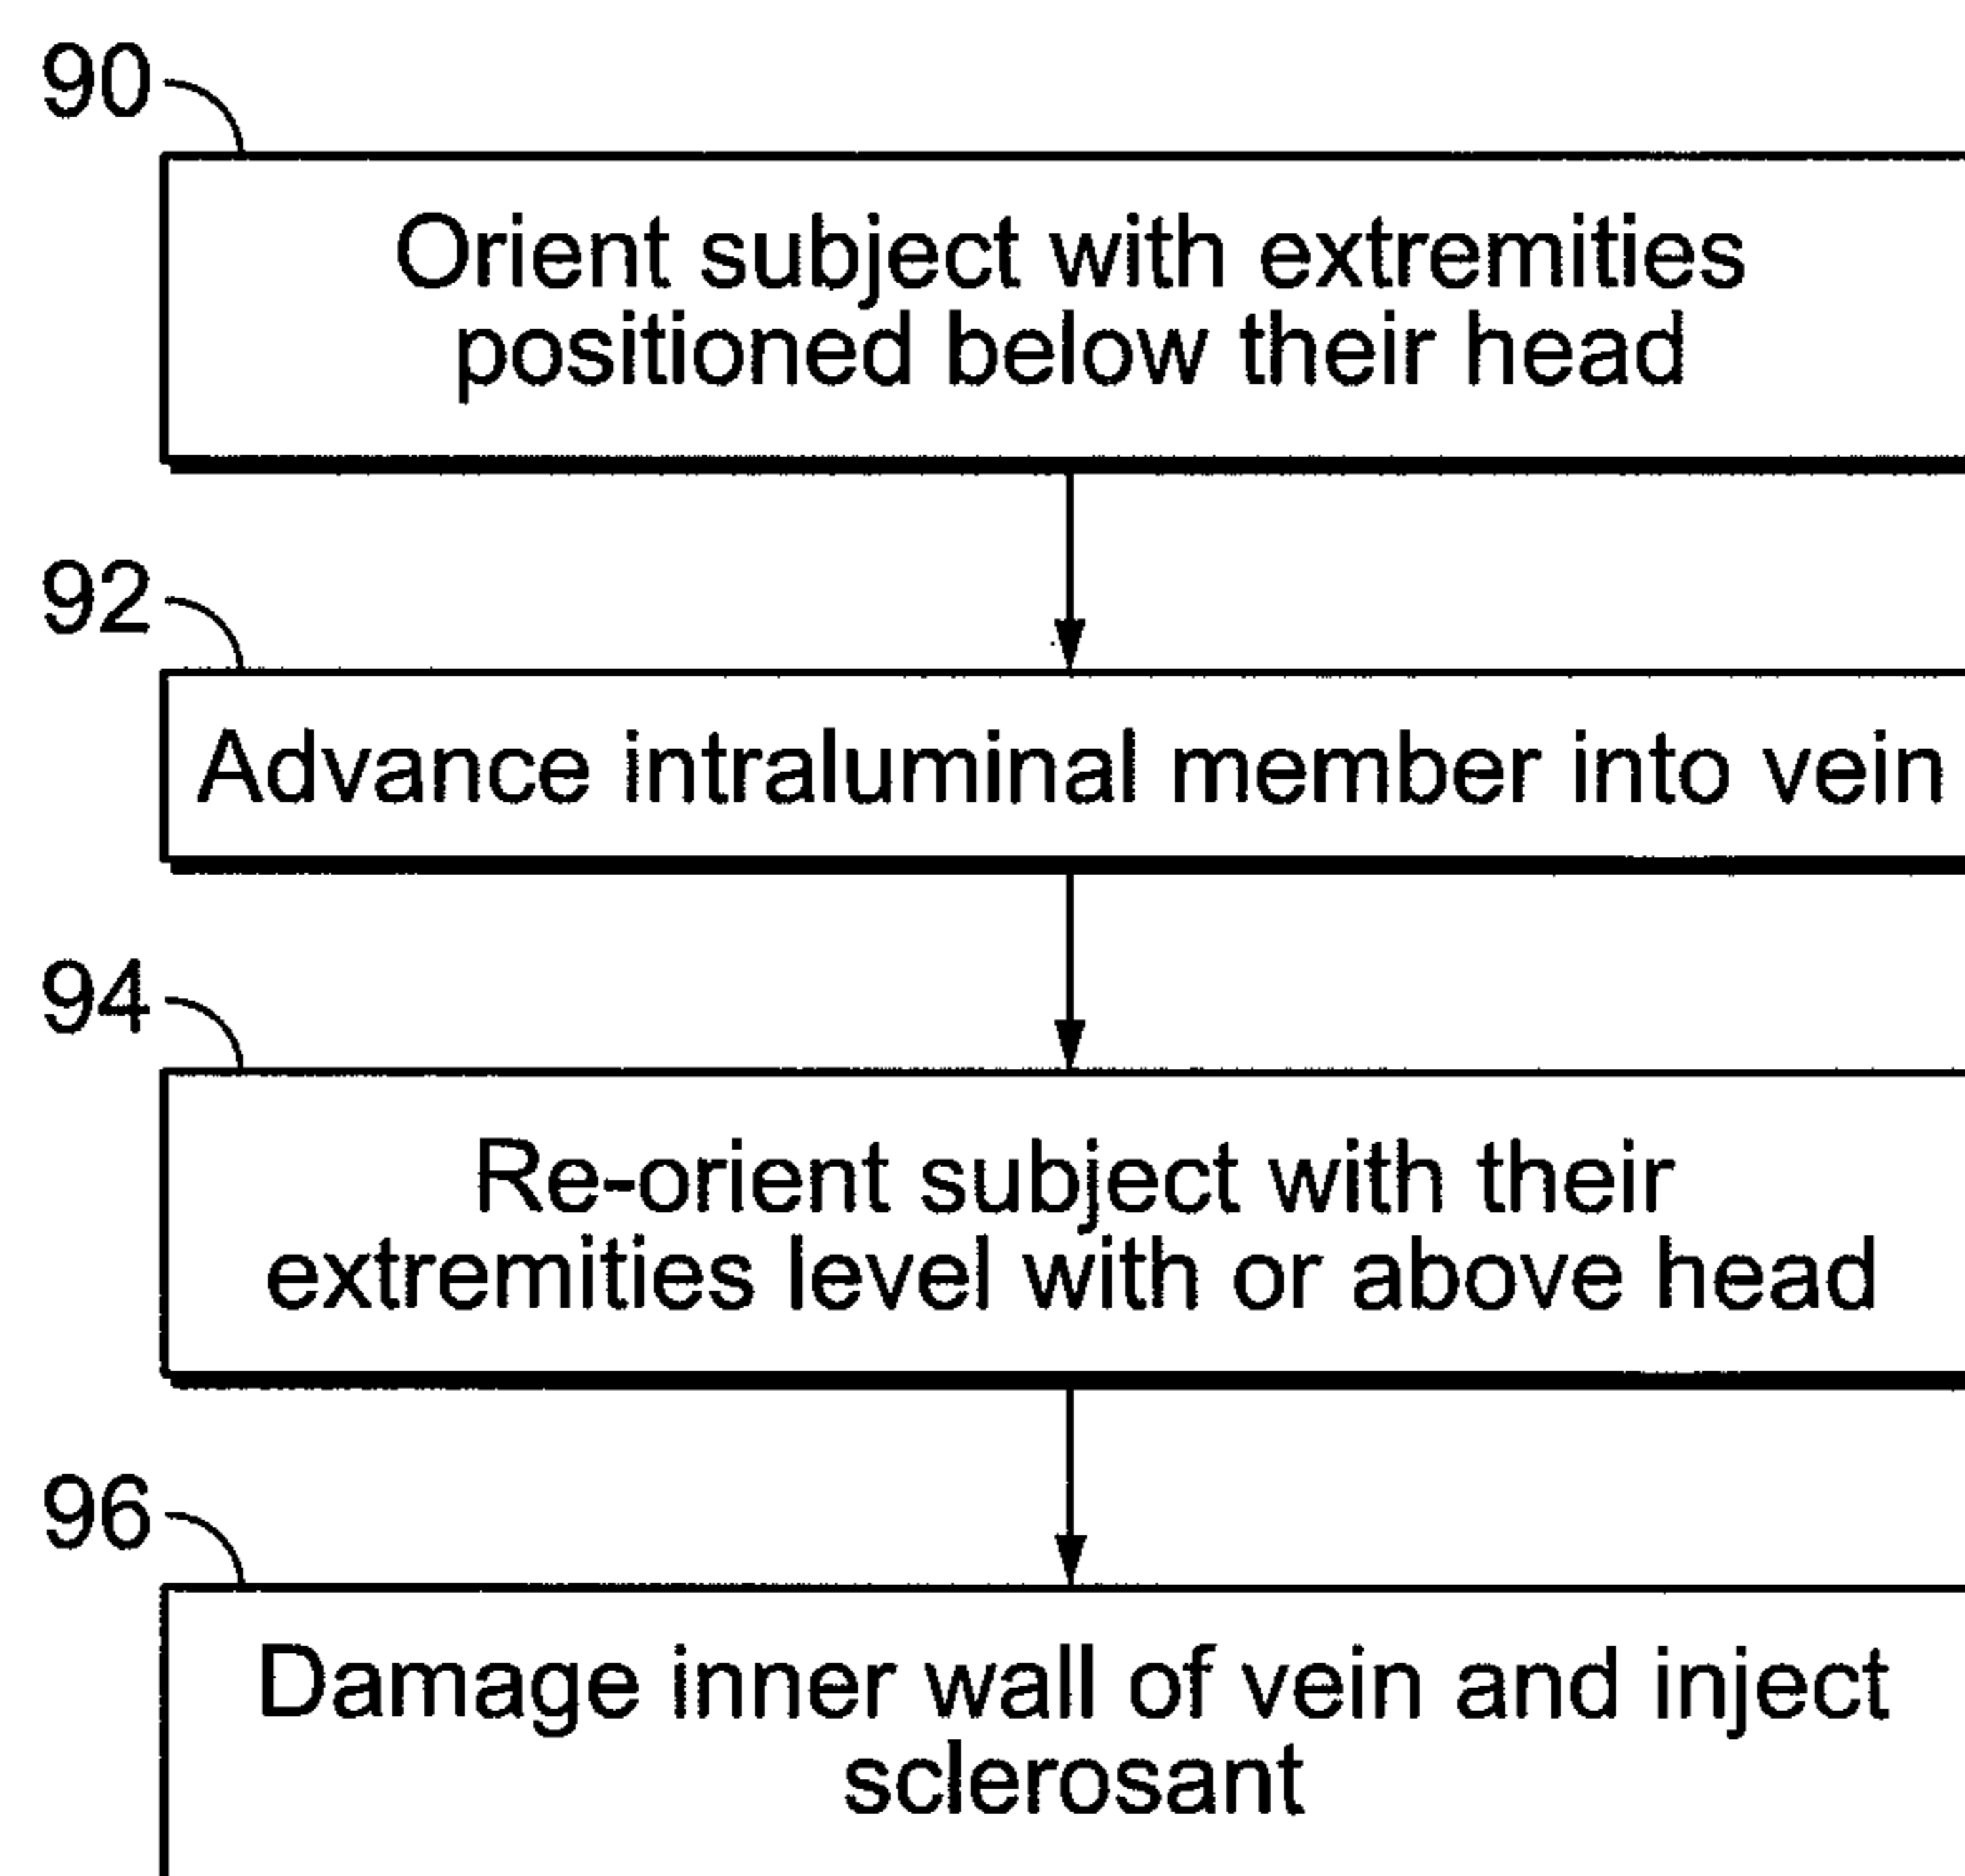 90
Orient subject with extremities
positioned below their head
92
Advance intraluminal member into vein
94
Re-orient subject with their
extremities level with or above head
96
Damage inner wall of vein and inject
sclerosant